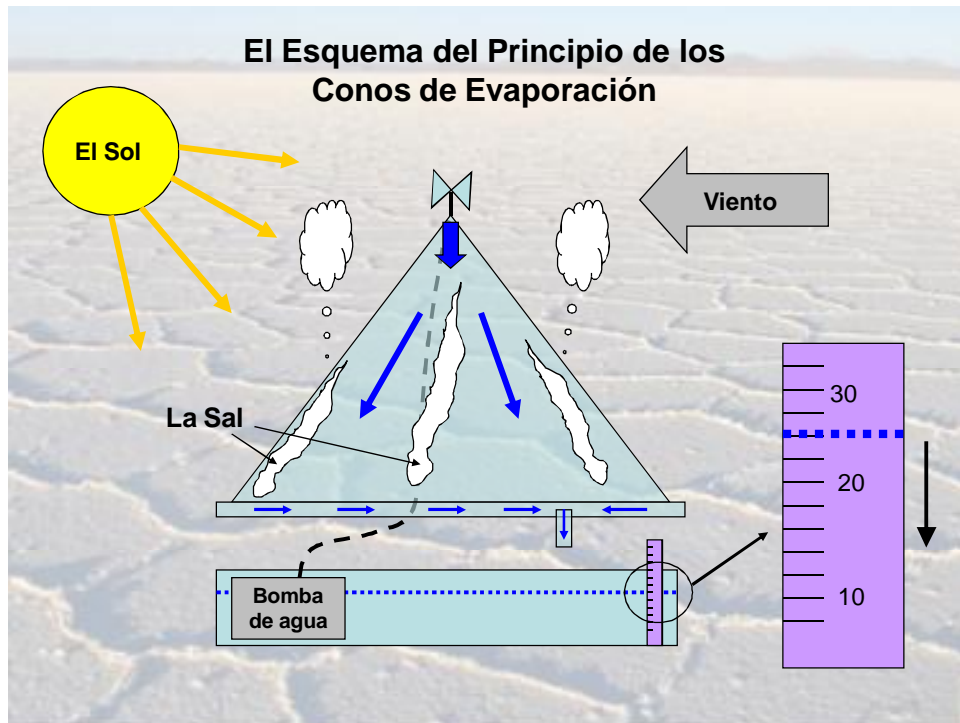 El Esquema del Principio de los
Conos de Evaporación
El Sol
Viento
La Sal
30
20
10
Bomba
de agua